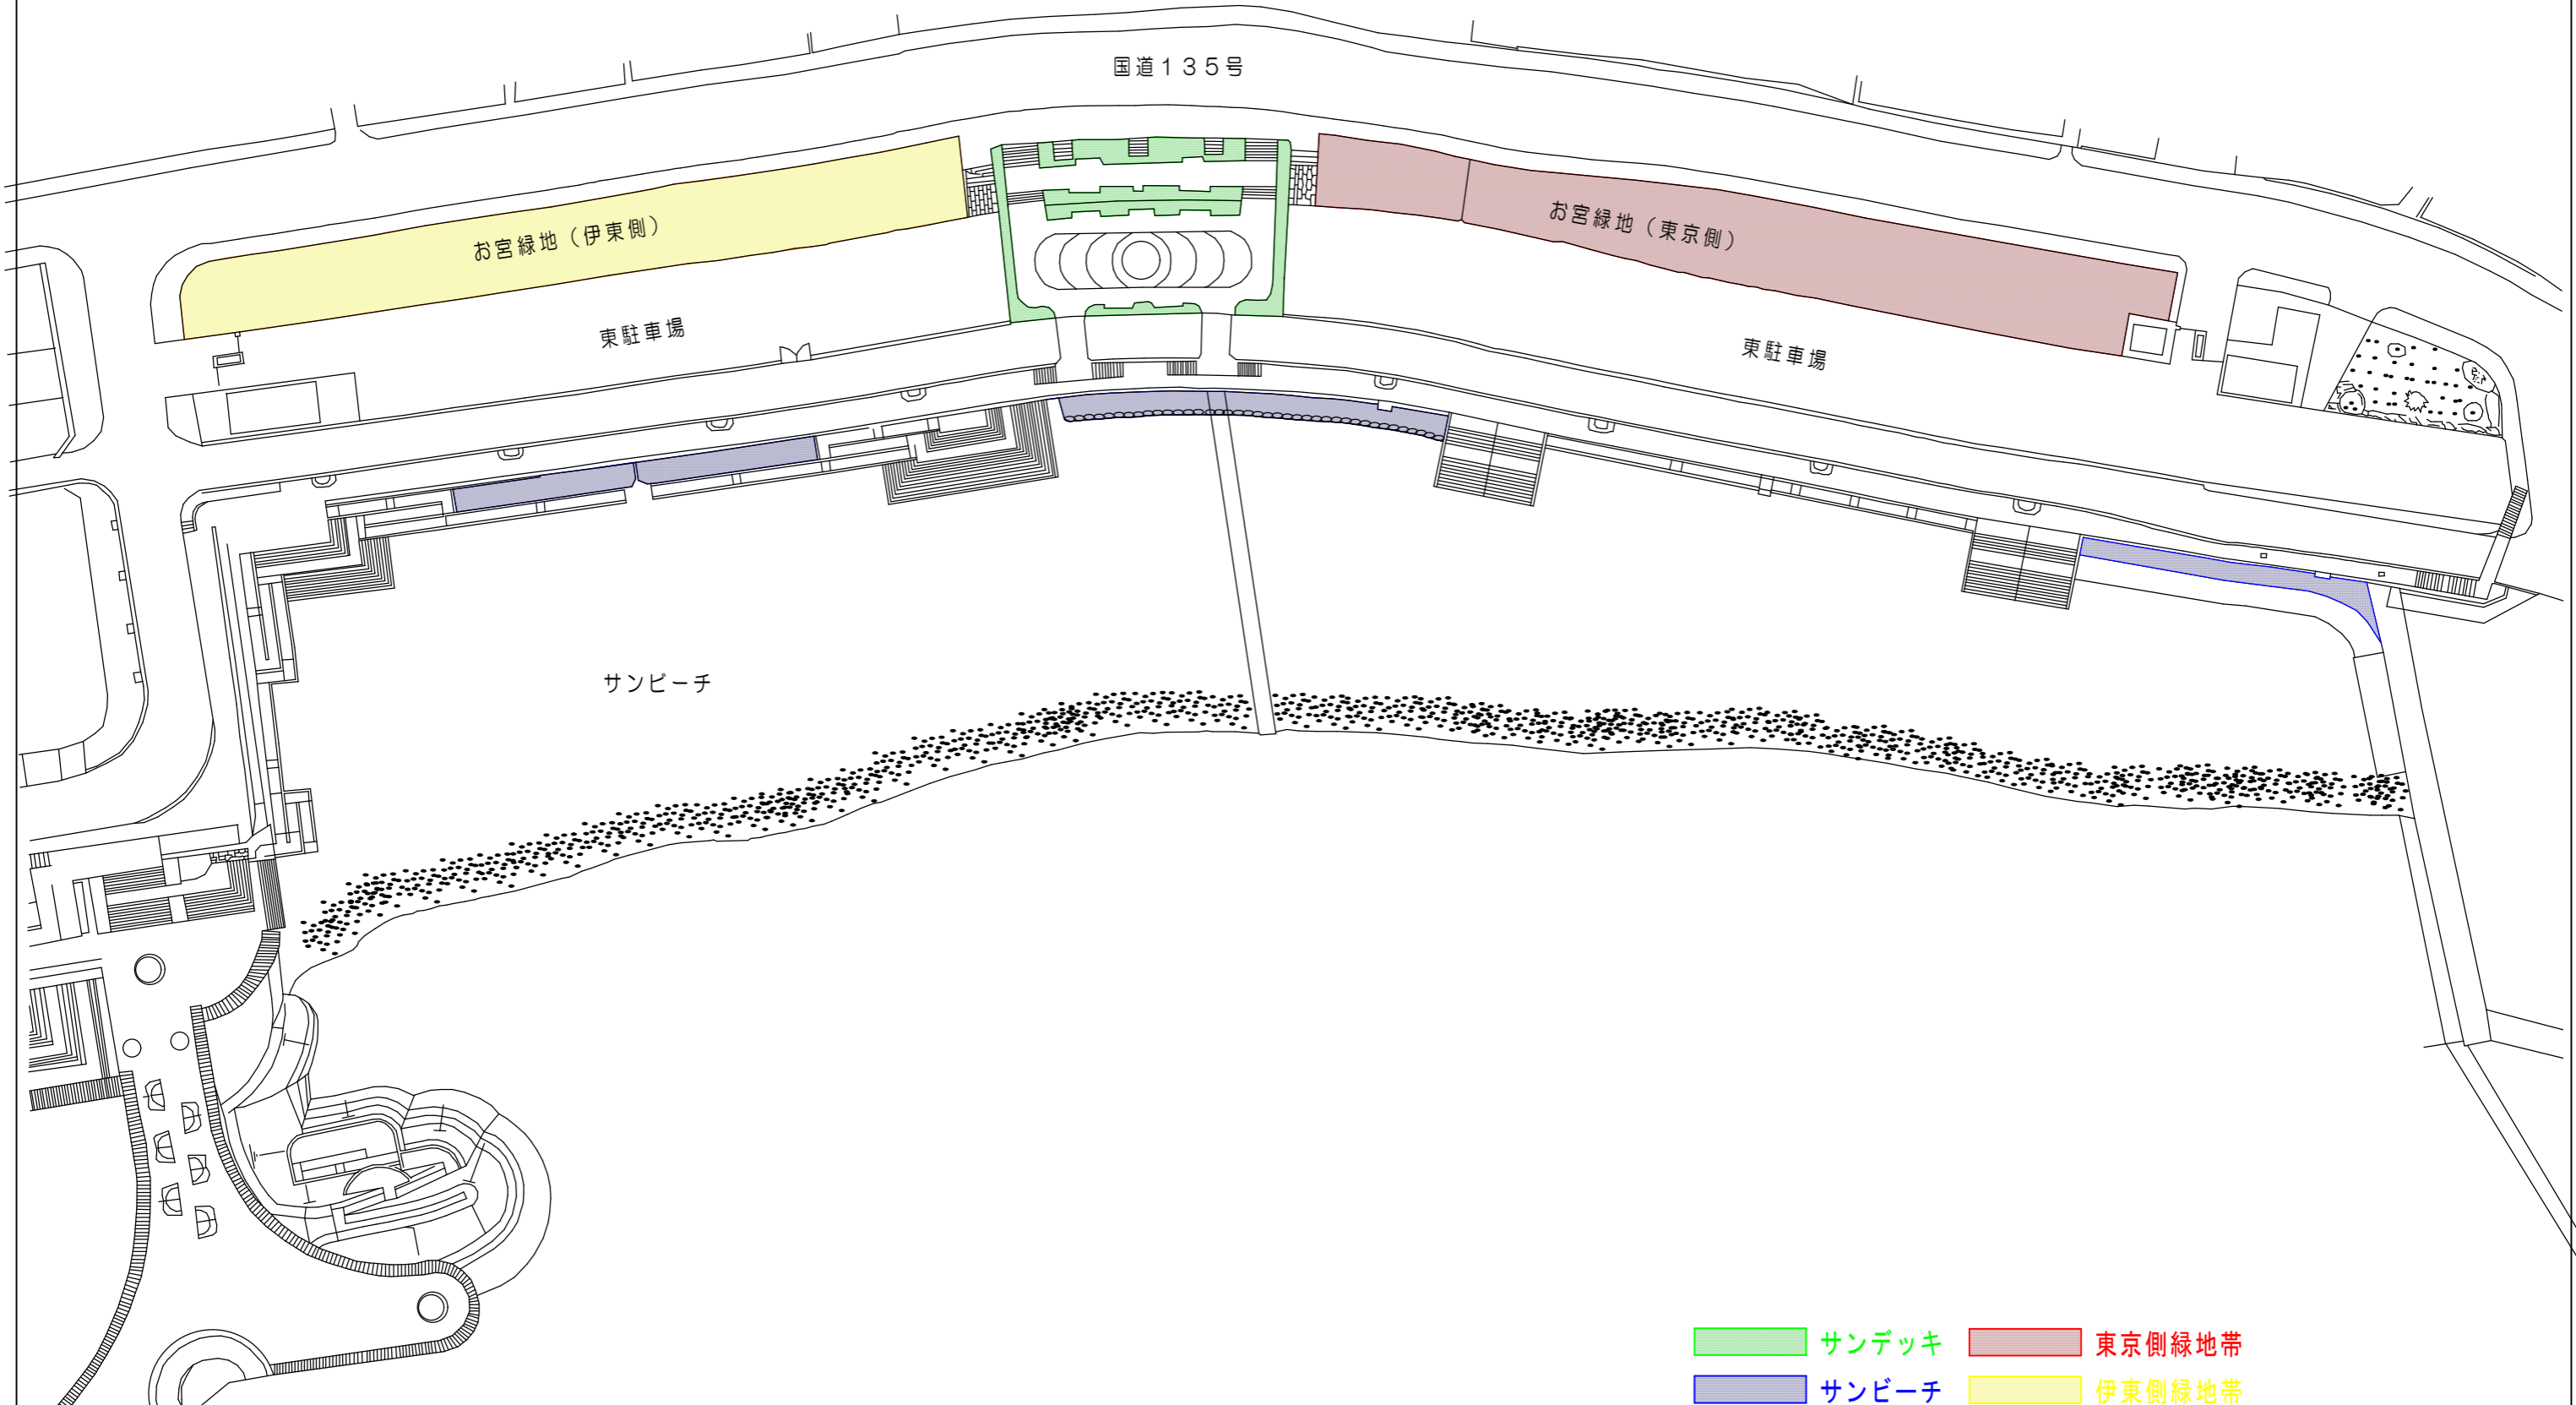 国道135号
お宮緑地(伊東側)
お宮緑地(東京側)
東駐車場
東駐車場
サンビーチ
サンデッキ 東京側緑地帯
サンビーチ 伊東側緑地帯